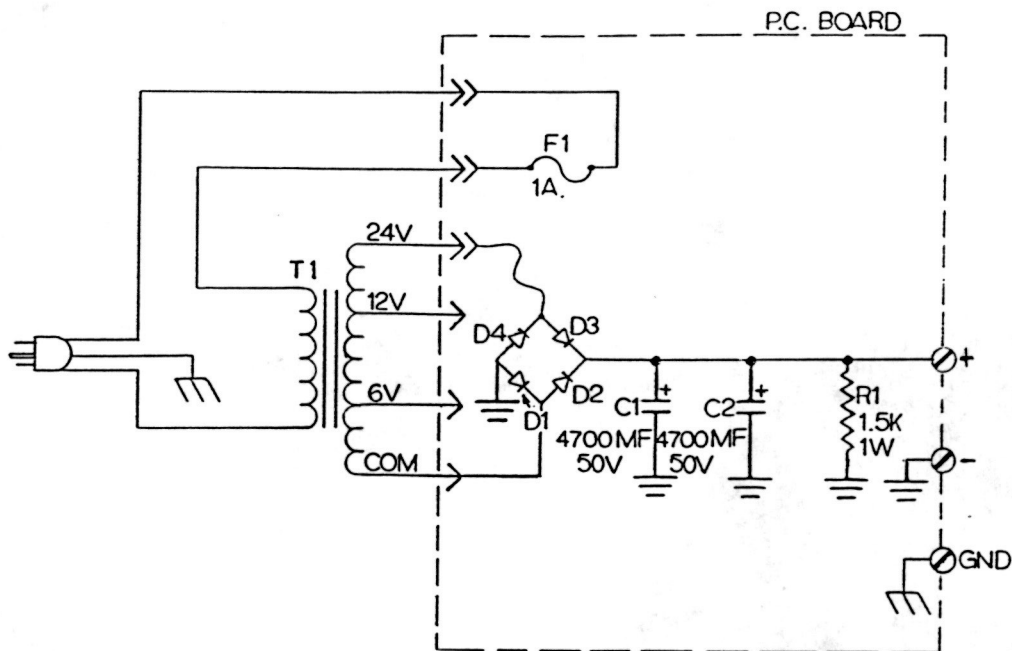 P.C. BOARD
F1
1A.
24V
T1
12V
D4
D3
+
6V
D1
D2
+
C1
4700MF
50V
+
C2
4700MF
50V
R1
1.5K
1W
-
COM
GND